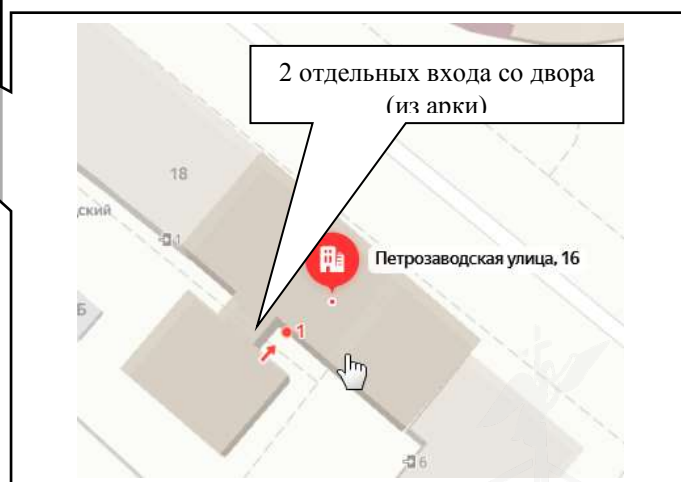 2 отдельных входа со двора
(из арки)
18
ский
1
Петрозаводская улица, 16
Б
1
6